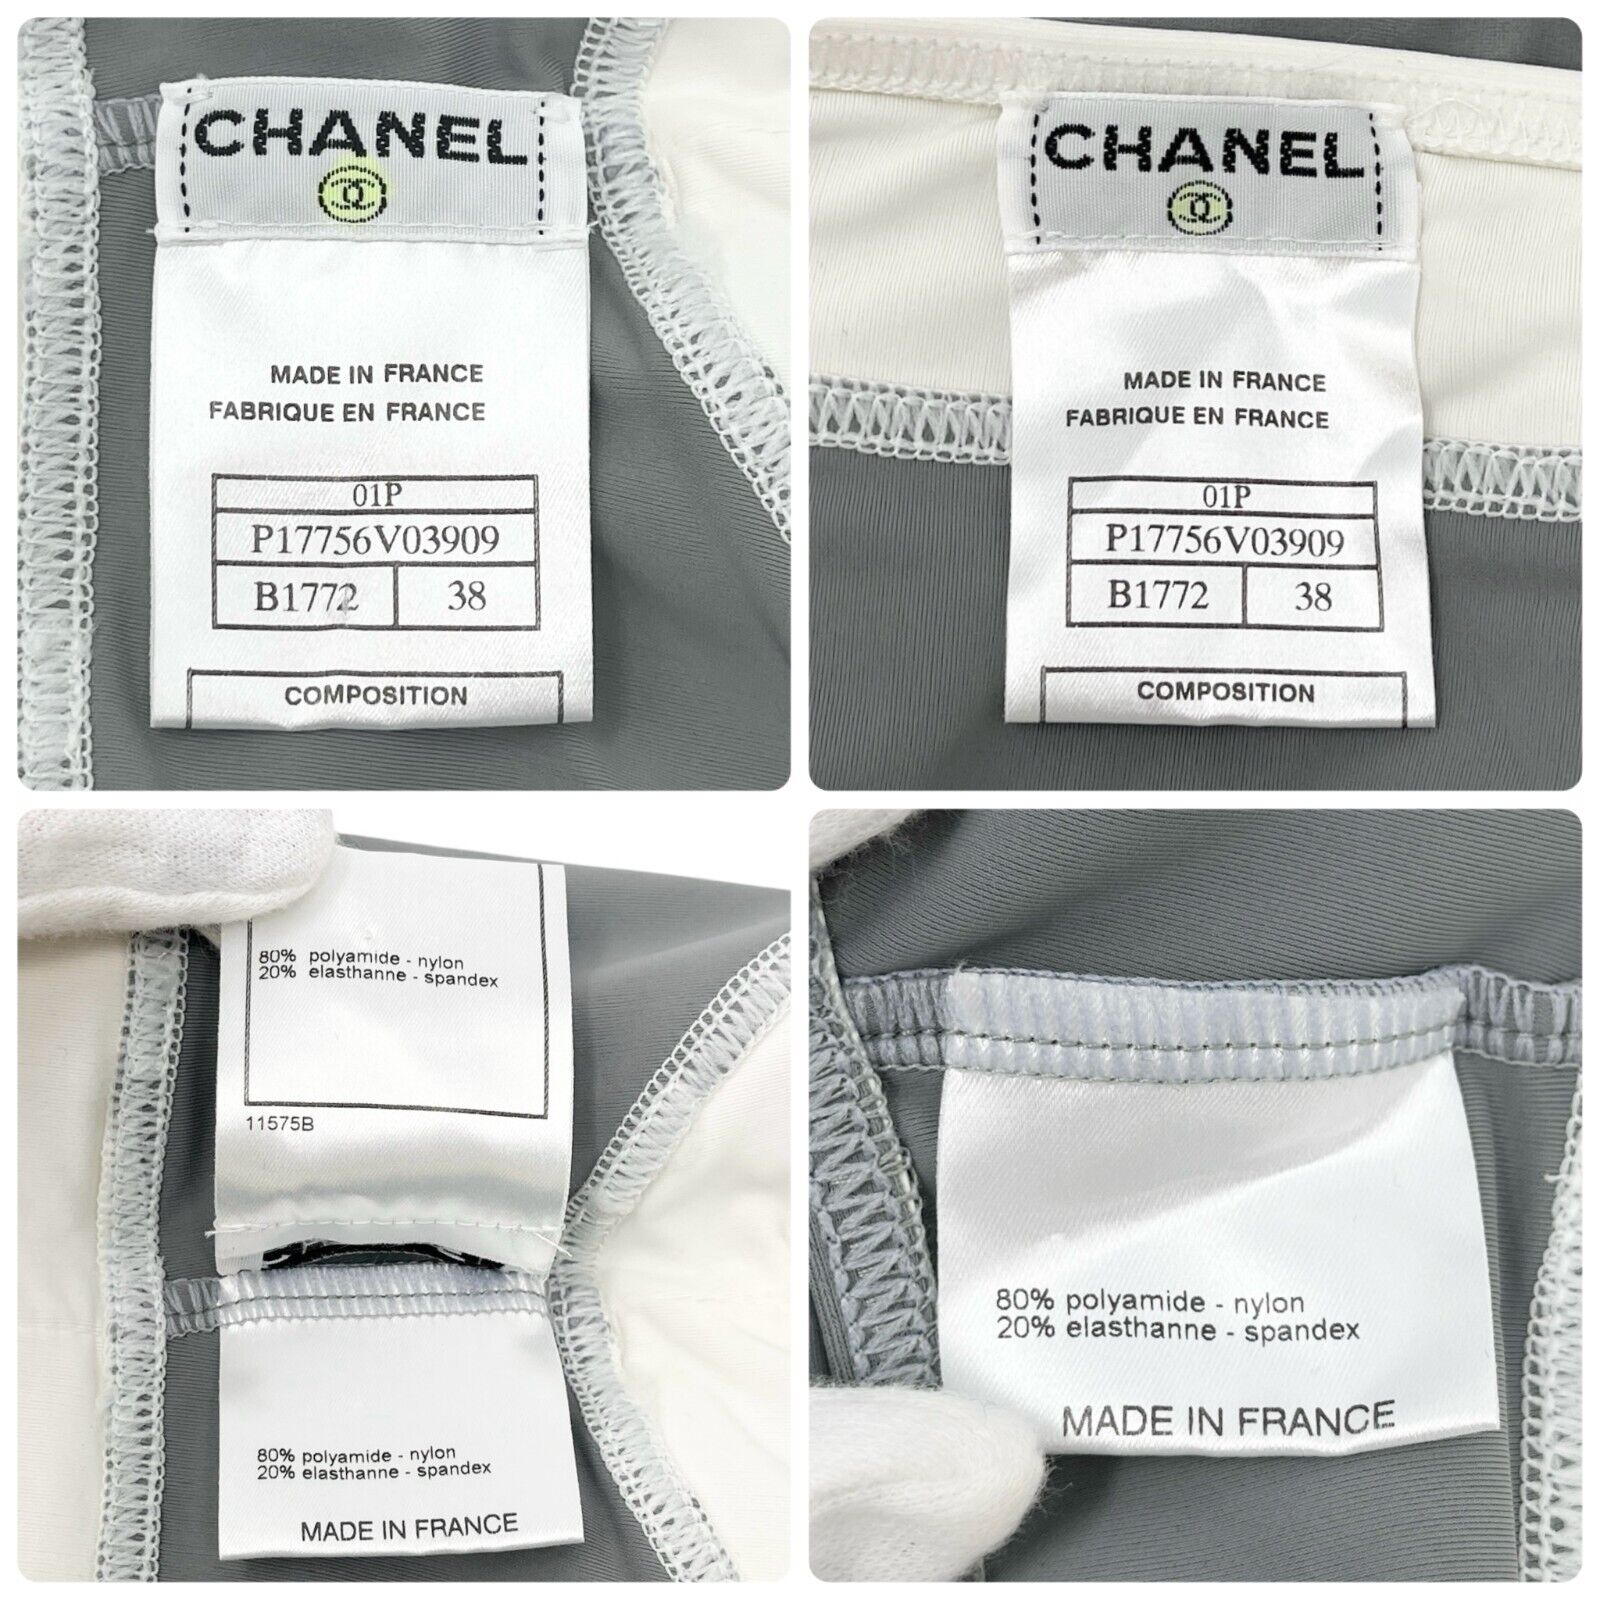 CHANEL
MADE IN FRANCE
FABRIQUE EN FRANCE
01P
P17756V03909
B1772 38
COMPOSITION
CHANEL
MADE IN FRANCE
FABRIQUE EN FRANCE
01P
P17756V03909
B1772 38
COMPOSITION
80% polyamide - nylon
20% elasthanne - spandex
11575B
80% polyamide - nylon
20% elasthanne - spandex
MADE IN FRANCE
80% polyamide - nylon
20% elasthanne - spandex
MADE IN FRANCE